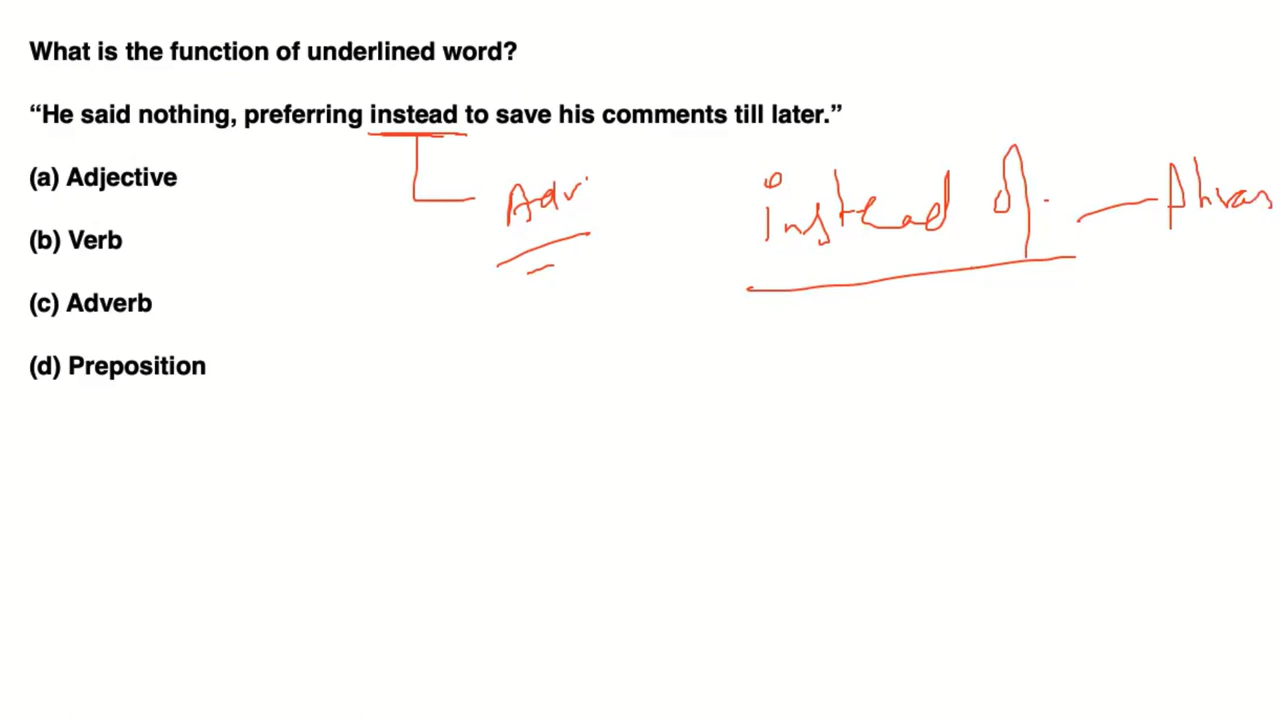 What is the function of underlined word?
“He said nothing, preferring instead to save his comments till later.”
(a) Adjective
Adv
instead of
Phras
(b) Verb
(c) Adverb
(d) Preposition